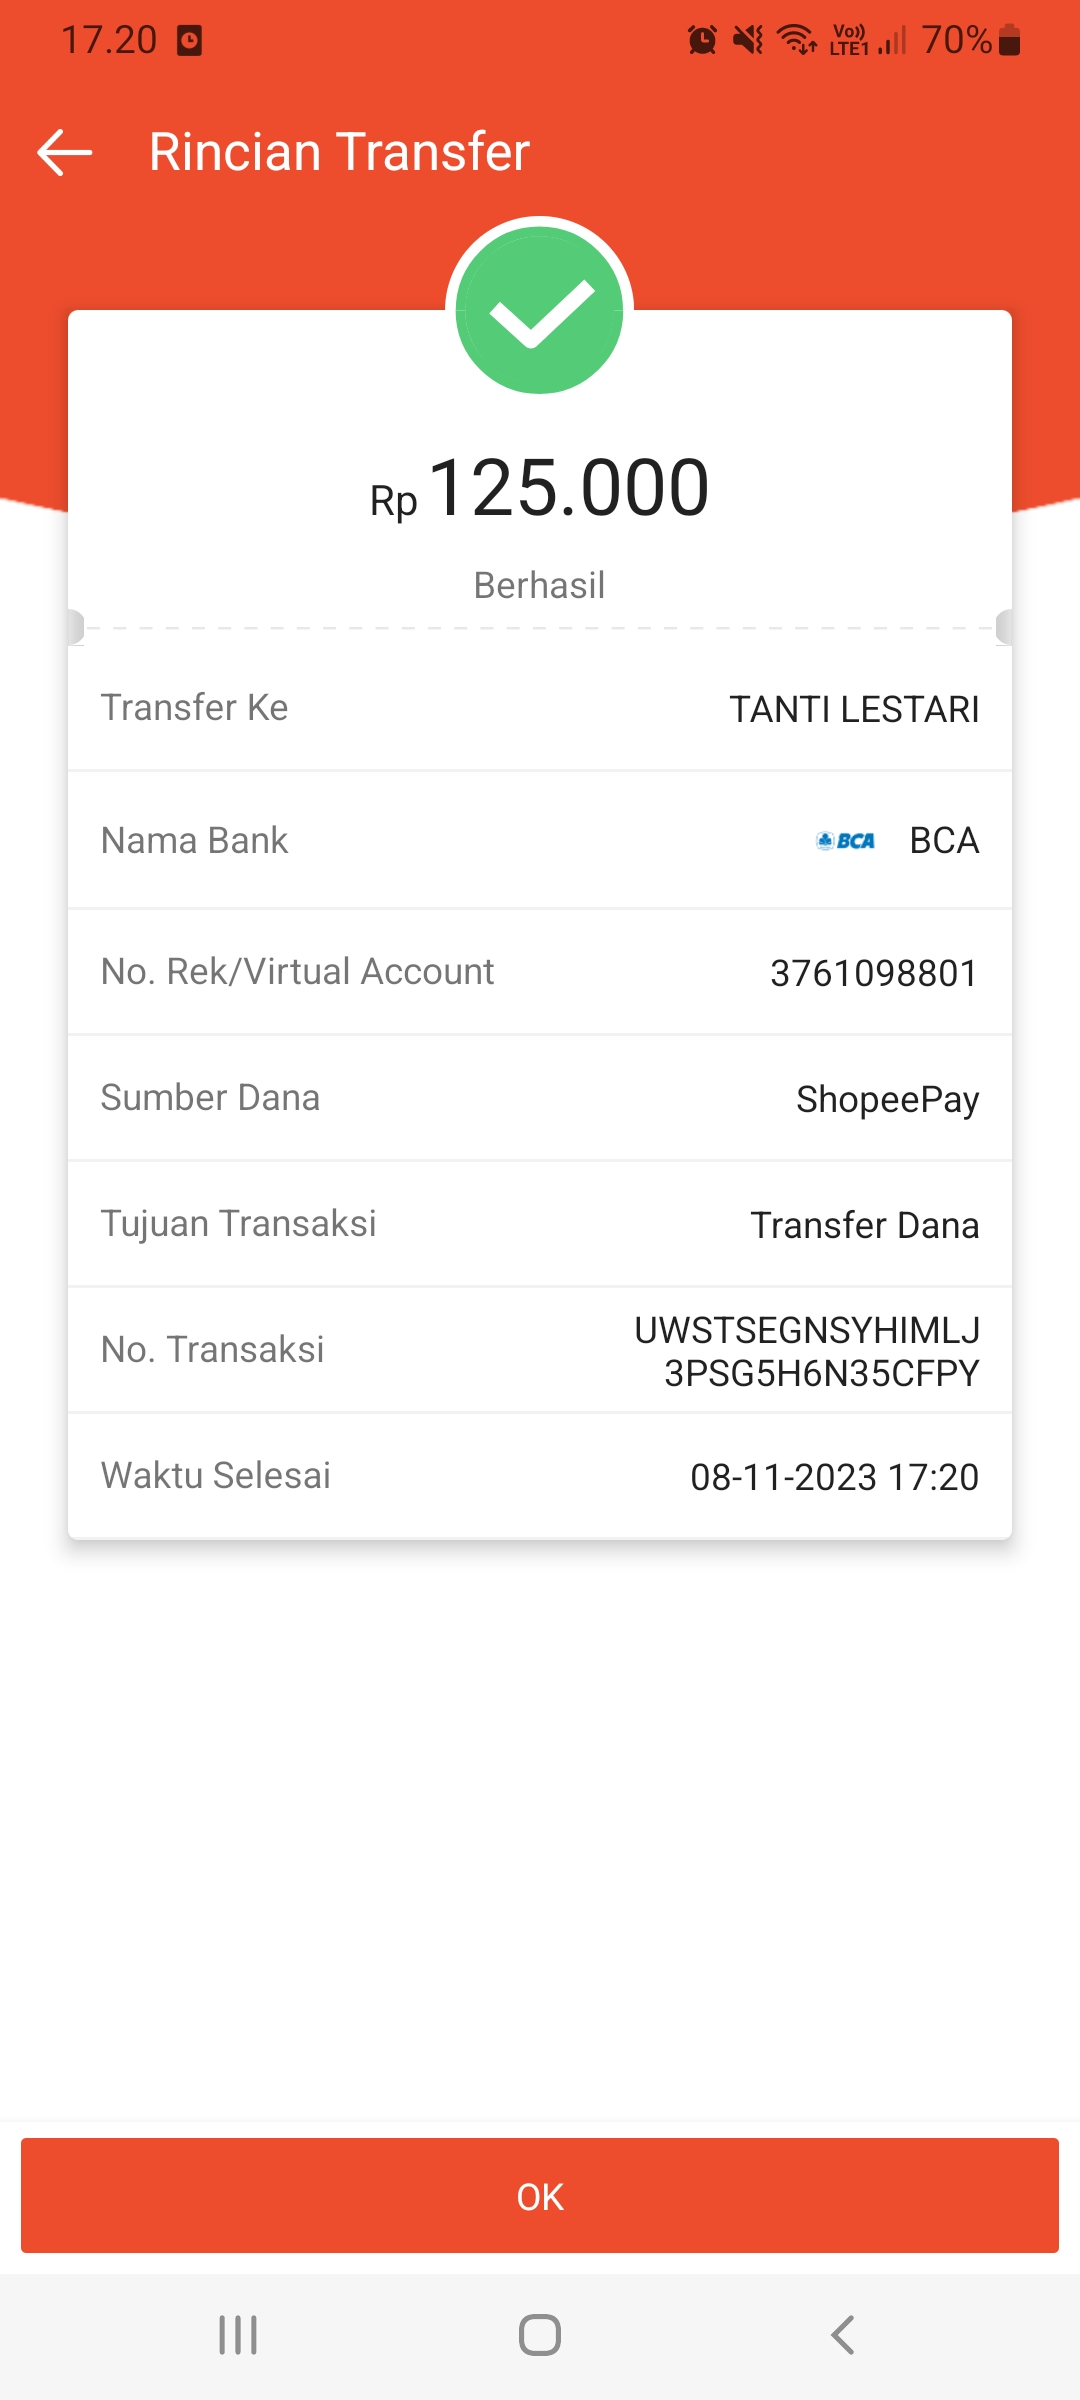 17.20 Vo)) LTE1 70%
Rincian Transfer
Rp 125.000
Berhasil
Transfer Ke TANTI LESTARI
Nama Bank BCA BCA
No. Rek/Virtual Account 3761098801
Sumber Dana ShopeePay
Tujuan Transaksi Transfer Dana
No. Transaksi UWSTSEGNSYHIMLJ
3PSG5H6N35CFPY
Waktu Selesai 08-11-2023 17:20
OK